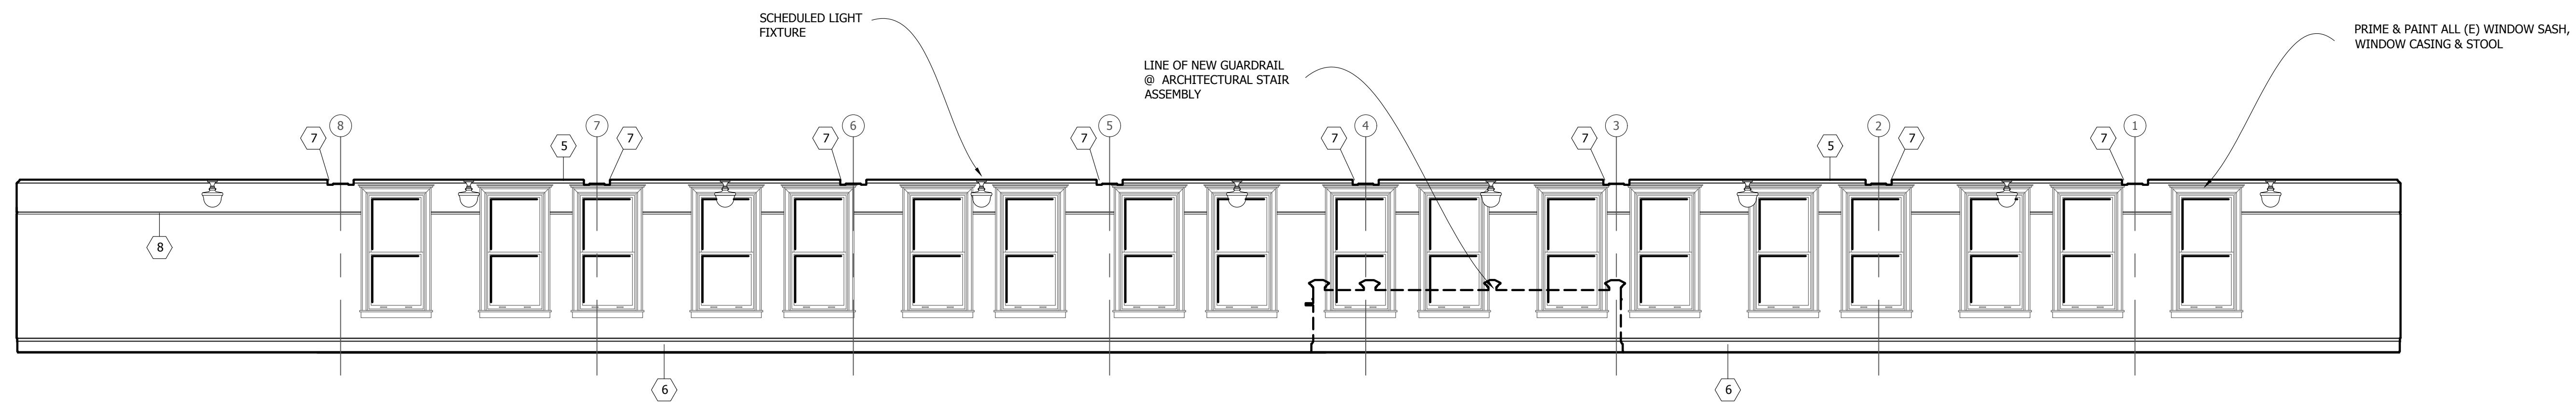 SCHEDULED LIGHT
FIXTURE
LINE OF NEW GUARDRAIL
@ ARCHITECTURAL STAIR
ASSEMBLY
PRIME & PAINT ALL (E) WINDOW SASH,
WINDOW CASING & STOOL
7 8 5 7 7 7 6 7 5 7 4 7 3 5 2 7 7 1
8
6 6